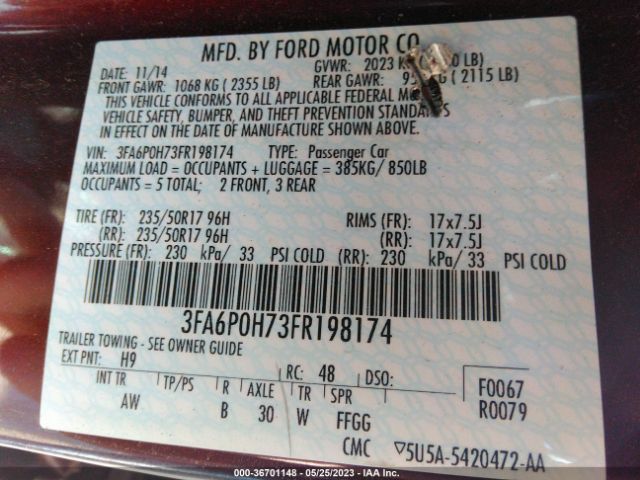 MFD. BY FORD MOTOR CO
DATE: 11/14 GVWR: 2023 K LB)
FRONT GAWR: 1068 KG ( 2355 LB) REAR GAWR: G ( 2115 LB)
THIS VEHICLE CONFORMS TO ALL APPLICABLE FEDERAL
VEHICLE SAFETY, BUMPER, AND THEFT PREVENTION STANDARDS
IN EFFECT ON THE DATE OF MANUFACTURE SHOWN ABOVE.
VIN: 3FA6P0H73FR198174 TYPE: Passenger Car
MAXIMUM LOAD = OCCUPANTS + LUGGAGE = 385KG/ 850LB
OCCUPANTS = 5 TOTAL; 2 FRONT, 3 REAR
TIRE (FR): 235/50R17 96H RIMS (FR): 17x7.5J
(RR): 235/50R17 96H (RR): 17x7.5J
PRESSURE (FR): 230 kPa/ 33 PSI COLD (RR): 230 kPa/ 33 PSI COLD
3FA6P0H73FR198174
TRAILER TOWING - SEE OWNER GUIDE
EXT PNT: H9 RC: 48 DSO: F0067
INT TR TP/PS R AXLE TR SPR R0079
AW B 30 W FFGG
CMC ▽5U5A-5420472-AA
000-36701148 - 05/25/2023 - IAA Inc.